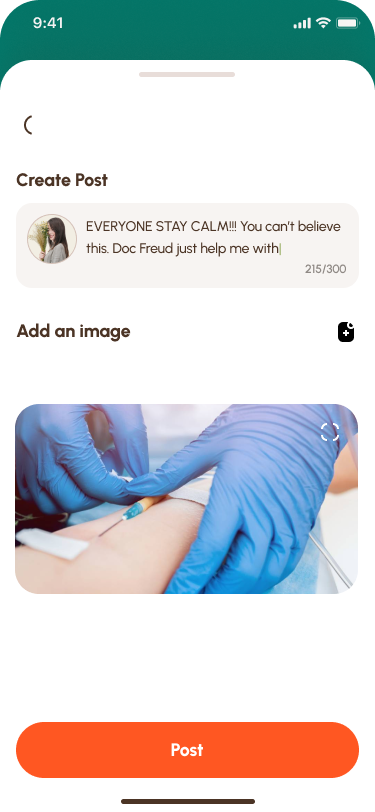 9:41
Create Post
EVERYONE STAY CALM!!! You can't believe
this. Doc Freud just help me with
215/300
Add an image
Post